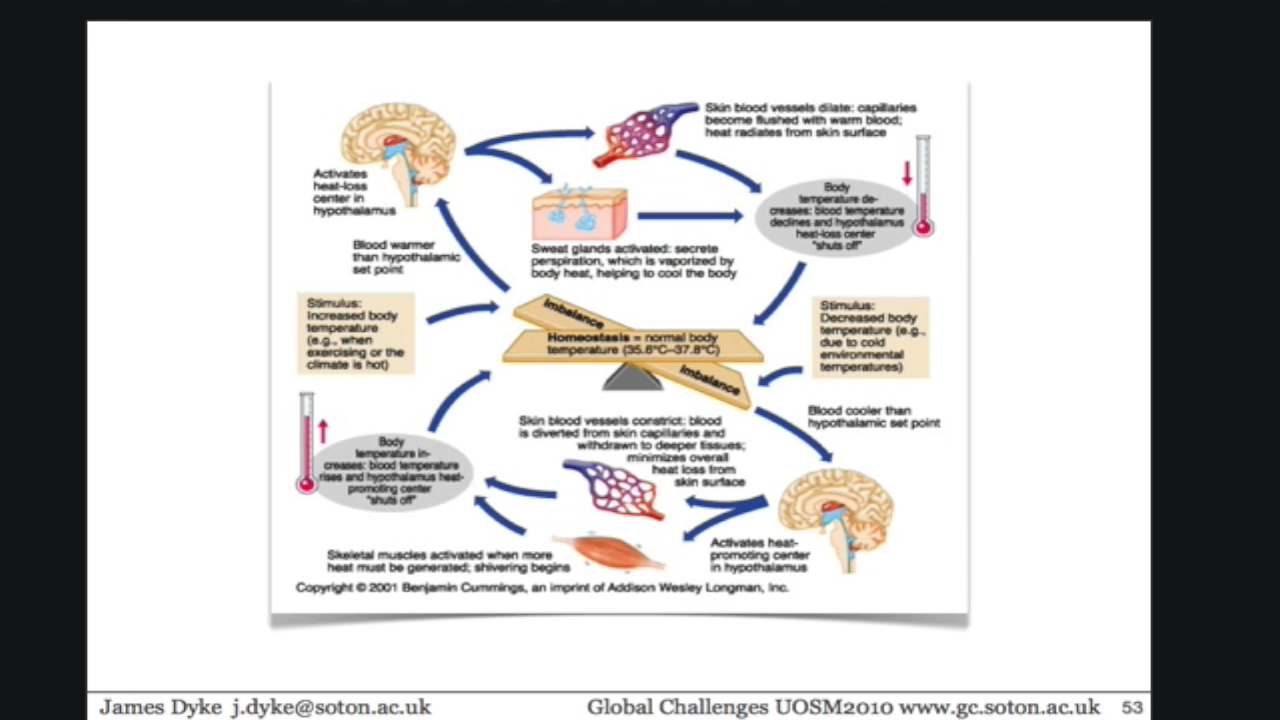 Skin blood vessels dilate: capillaries
become flushed with warm blood;
heat radiates from skin surface
Activates
heat-loss
center in
hypothalamus
Body
temperature de-
creases: blood temperature
declines and hypothalamus
heat-loss center
"shuts off"
Blood warmer
than hypothalamic
set point
Sweat glands activated: secrete
perspiration, which is vaporized by
body heat, helping to cool the body
Stimulus:
Increased body
temperature
(e.g., when
exercising or the
climate is hot)
Imbalance
Homeostasis = normal body
temperature (35.6°C–37.8°C)
Imbalance
Stimulus:
Decreased body
temperature (e.g.,
due to cold
environmental
temperatures)
Blood cooler than
hypothalamic set point
Skin blood vessels constrict: blood
is diverted from skin capillaries and
withdrawn to deeper tissues;
minimizes overall
heat loss from
skin surface
Body
temperature in-
creases: blood temperature
rises and hypothalamus heat-
promoting center
"shuts off"
Activates heat-
promoting center
in hypothalamus
Skeletal muscles activated when more
heat must be generated; shivering begins
Copyright © 2001 Benjamin Cummings, an imprint of Addison Wesley Longman, Inc.
James Dyke j.dyke@soton.ac.uk
Global Challenges UOSM2010 www.gc.soton.ac.uk 53